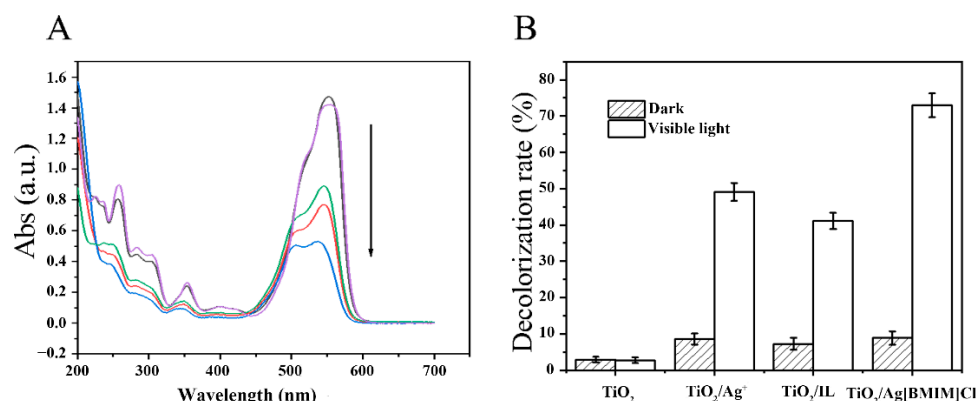 A
Abs (a.u.)
1.6
1.4
1.2
1.0
0.8
0.6
0.4
0.2
0.0
−0.2
200 300 400 500 600 700
Wavelength (nm)
B
Decolorization rate (%)
80
70
60
50
40
30
20
10
0
Dark
Visible light
TiO₂ TiO₂/Ag⁺ TiO₂/IL TiO₂/Ag[BMIM]Cl